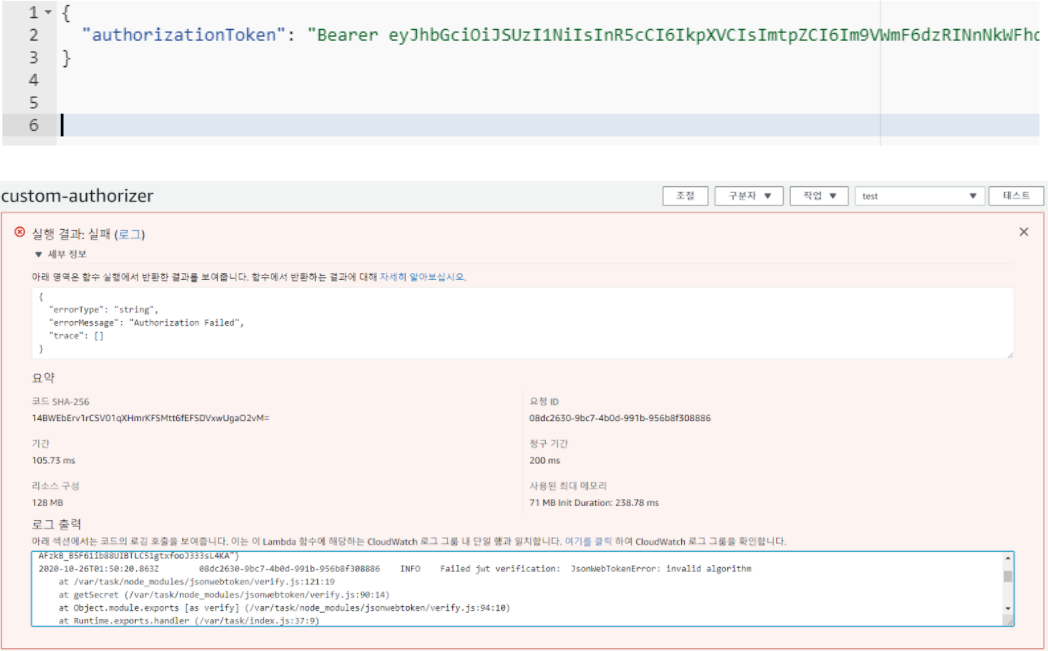 1 {
2 "authorizationToken": "Bearer eyJhbGciOiJSUzI1NiIsInR5cCI6IkpXVCIsImtpZCI6Im9VWmF6dzRINnNkWFhc
3 }
4
5
6
custom-authorizer 조절 구분자 ▼ 작업 ▼ test ▼ 테스트
실행 결과: 실패 (로그)
▼ 세부 정보
아래 영역은 함수 실행에서 반환한 결과를 보여줍니다. 함수에서 반환하는 결과에 대해 자세히 알아보십시오.
{
"errorType": "string",
"errorMessage": "Authorization Failed",
"trace": []
}
요약
코드 SHA-256
14BWEbErv1rCSV01qXHmrKFSMtt6fEFSDVxwUgaO2vM=
요청 ID
08dc2630-9bc7-4b0d-991b-956b8f308886
기간
105.73 ms
청구 기간
200 ms
리소스 구성
128 MB
사용된 최대 메모리
71 MB Init Duration: 238.78 ms
로그 출력
아래 섹션에서는 코드의 로깅 호출을 보여줍니다. 이는 이 Lambda 함수에 해당하는 CloudWatch 로그 그룹 내 단일 행과 일치합니다. 여기를 클릭 하여 CloudWatch 로그 그룹을 확인합니다.
2020-10-26T01:50:20.863Z 08dc2630-9bc7-4b0d-991b-956b8f308886 INFO Failed jwt verification: JsonWebTokenError: invalid algorithm
at /var/task/node_modules/jsonwebtoken/verify.js:121:19
at getSecret (/var/task/node_modules/jsonwebtoken/verify.js:90:14)
at Object.module.exports [as verify] (/var/task/node_modules/jsonwebtoken/verify.js:94:10)
at Runtime.exports.handler (/var/task/index.js:37:9)